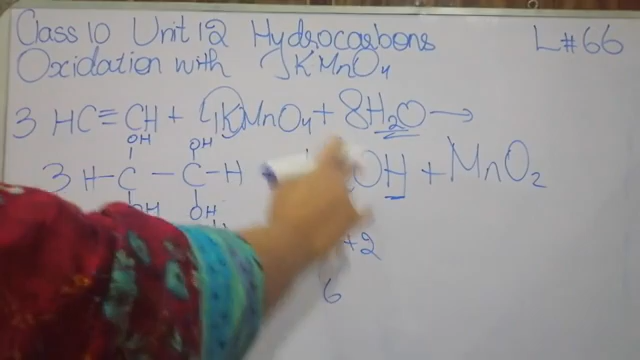 Class 10 Unit 12 Hydrocarbons L#66
Oxidation with KMnO₄
3 HC≡CH + 4KMnO₄ + 8H₂O →
OH OH
3 H-C-C-H OH + MnO₂
OH OH
+2
6